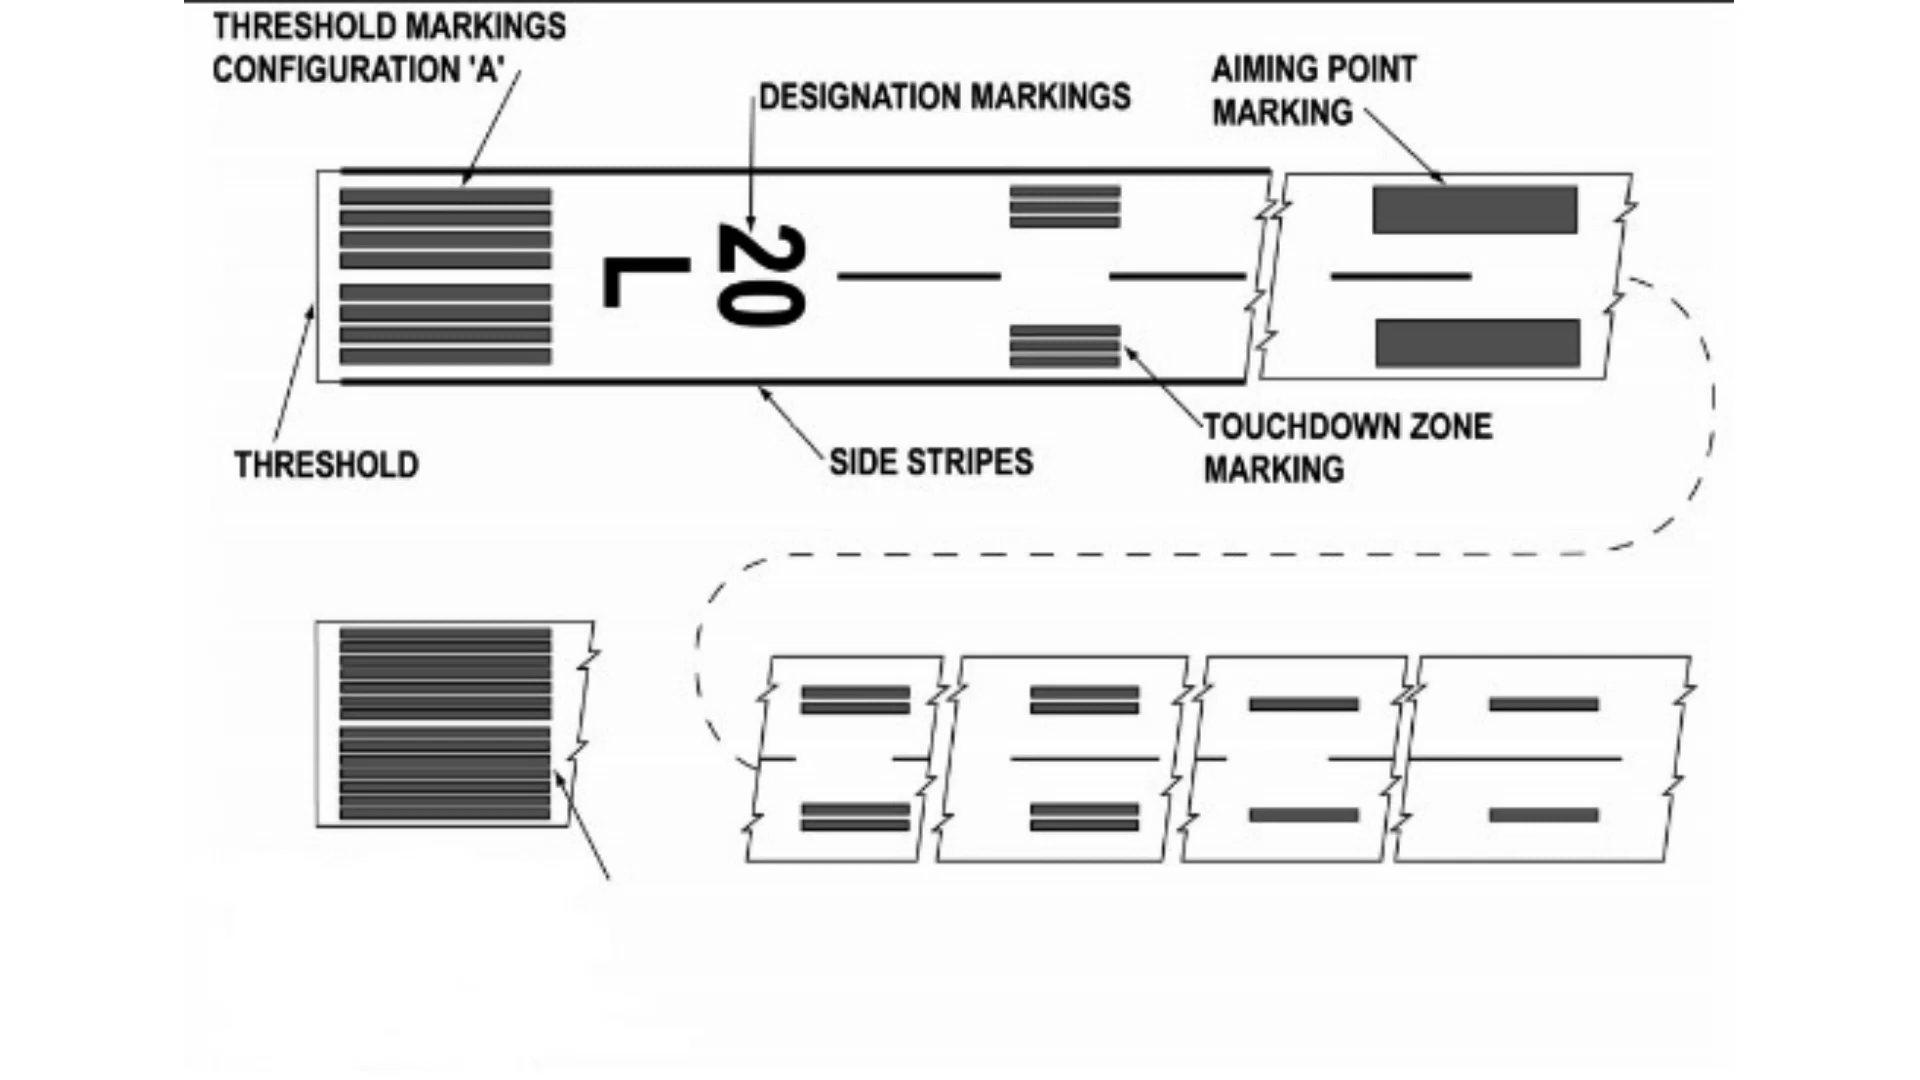 THRESHOLD MARKINGS
CONFIGURATION 'A'
DESIGNATION MARKINGS
AIMING POINT
MARKING
20
L
THRESHOLD
SIDE STRIPES
TOUCHDOWN ZONE
MARKING